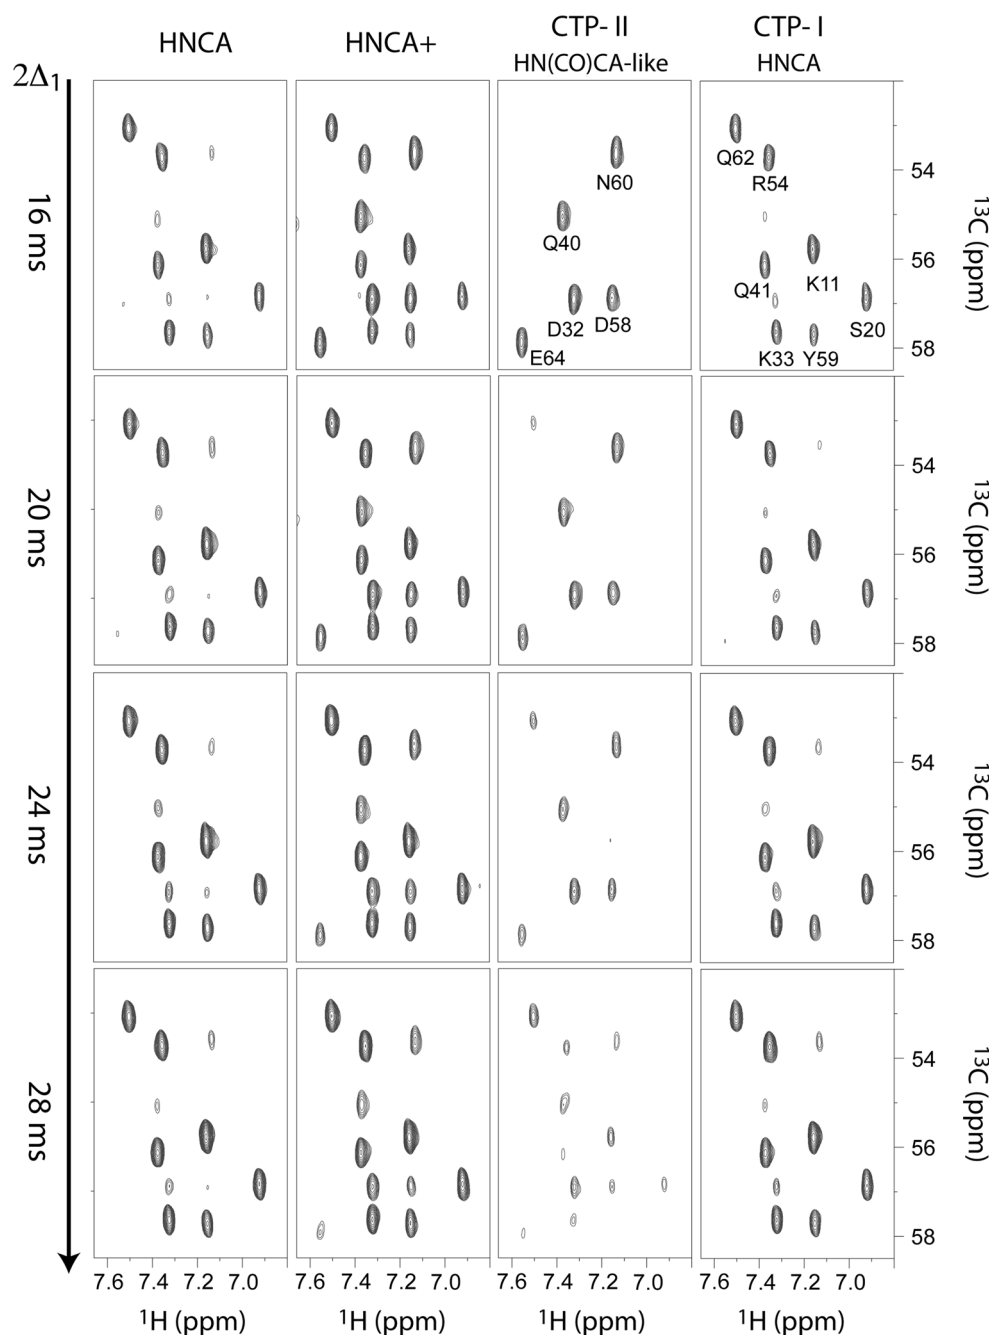 HNCA
HNCA+
CTP- II
HN(CO)CA-like
CTP- I
HNCA
2Δ1
16 ms
N60
Q40
D32
D58
E64
Q62
R54
Q41
K11
S20
K33
Y59
54
56
58
13C (ppm)
20 ms
54
56
58
13C (ppm)
24 ms
54
56
58
13C (ppm)
28 ms
54
56
58
13C (ppm)
7.6 7.4 7.2 7.0
7.6 7.4 7.2 7.0
7.6 7.4 7.2 7.0
7.6 7.4 7.2 7.0
1H (ppm)
1H (ppm)
1H (ppm)
1H (ppm)